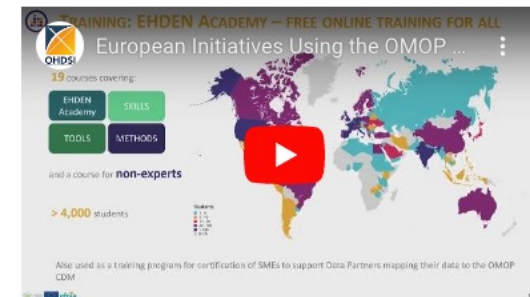 TRAINING: EHDEN ACADEMY – FREE ONLINE TRAINING FOR ALL
European Initiatives Using the OMOP ...
OHDSI
19 courses covering:
EHDEN
Academy
SKILLS
TOOLS
METHODS
and a course for non-experts
> 4,000 students
Students
Also used as a training program for certification of SMEs to support Data Partners mapping their data to the OMOP
CDM